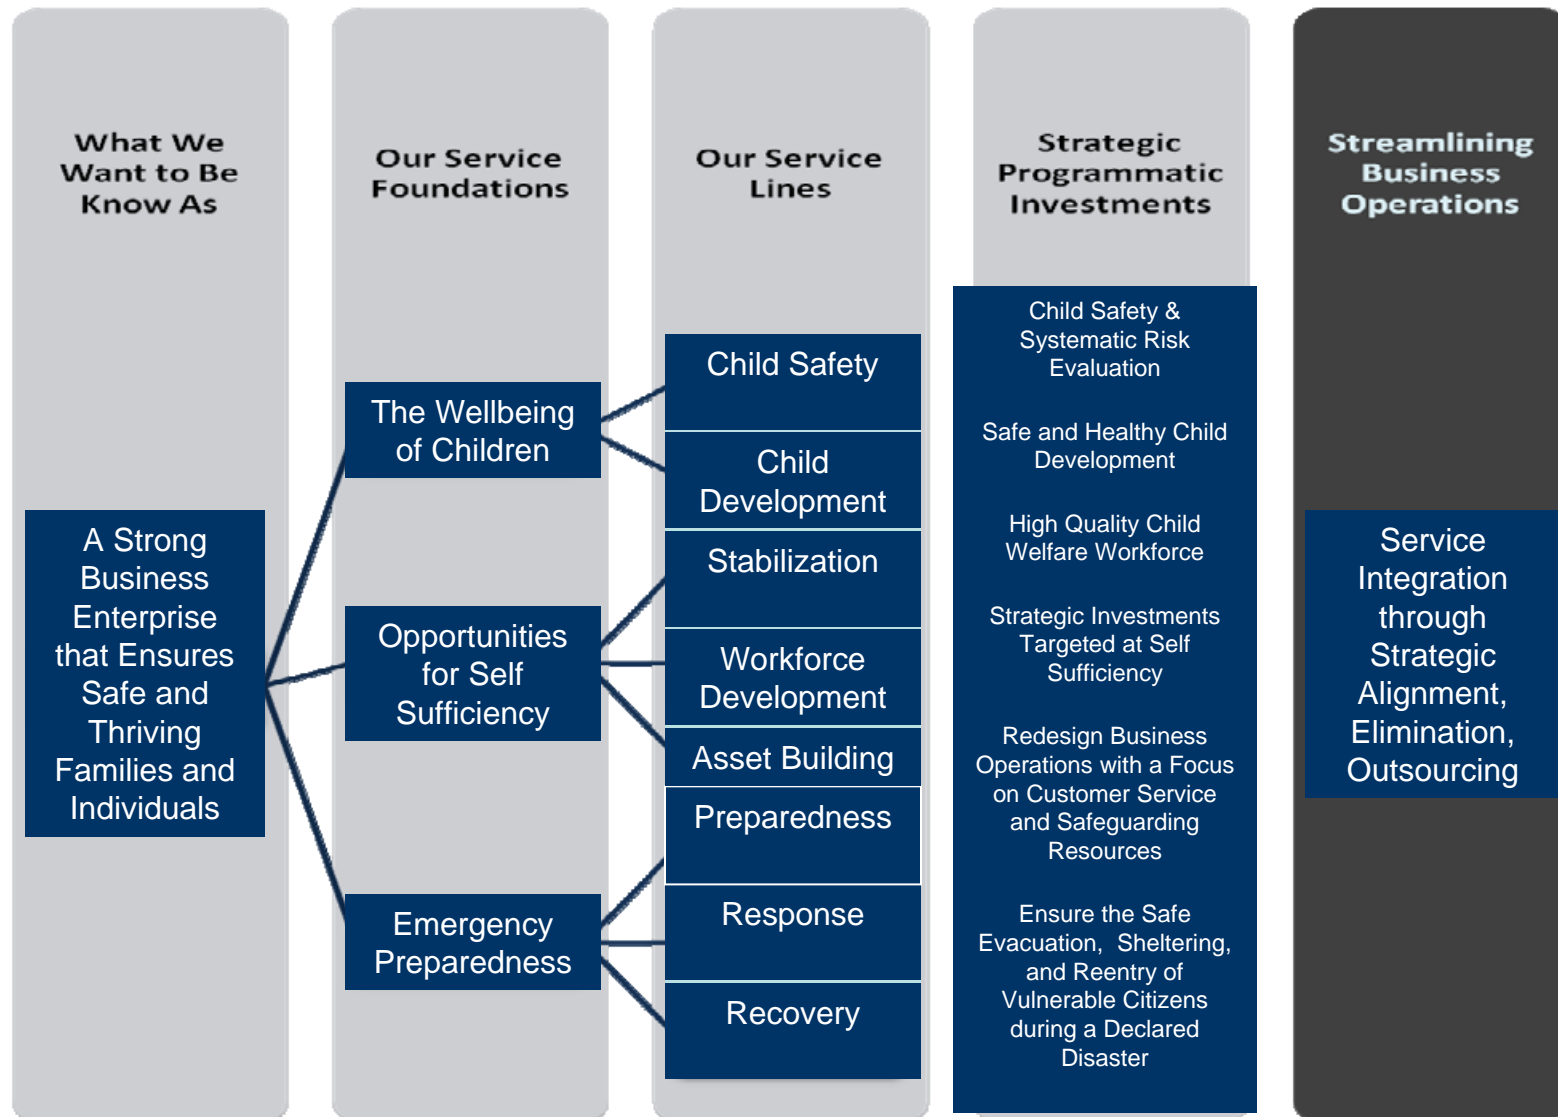 What We
Want to Be
Know As
Our Service
Foundations
Our Service
Lines
Strategic
Programmatic
Investments
Streamlining
Business
Operations
A Strong
Business
Enterprise
that Ensures
Safe and
Thriving
Families and
Individuals
The Wellbeing
of Children
Opportunities
for Self
Sufficiency
Emergency
Preparedness
Child Safety
Child
Development
Stabilization
Workforce
Development
Asset Building
Preparedness
Response
Recovery
Child Safety &
Systematic Risk
Evaluation
Safe and Healthy Child
Development
High Quality Child
Welfare Workforce
Strategic Investments
Targeted at Self
Sufficiency
Redesign Business
Operations with a Focus
on Customer Service
and Safeguarding
Resources
Ensure the Safe
Evacuation, Sheltering,
and Reentry of
Vulnerable Citizens
during a Declared
Disaster
Service
Integration
through
Strategic
Alignment,
Elimination,
Outsourcing